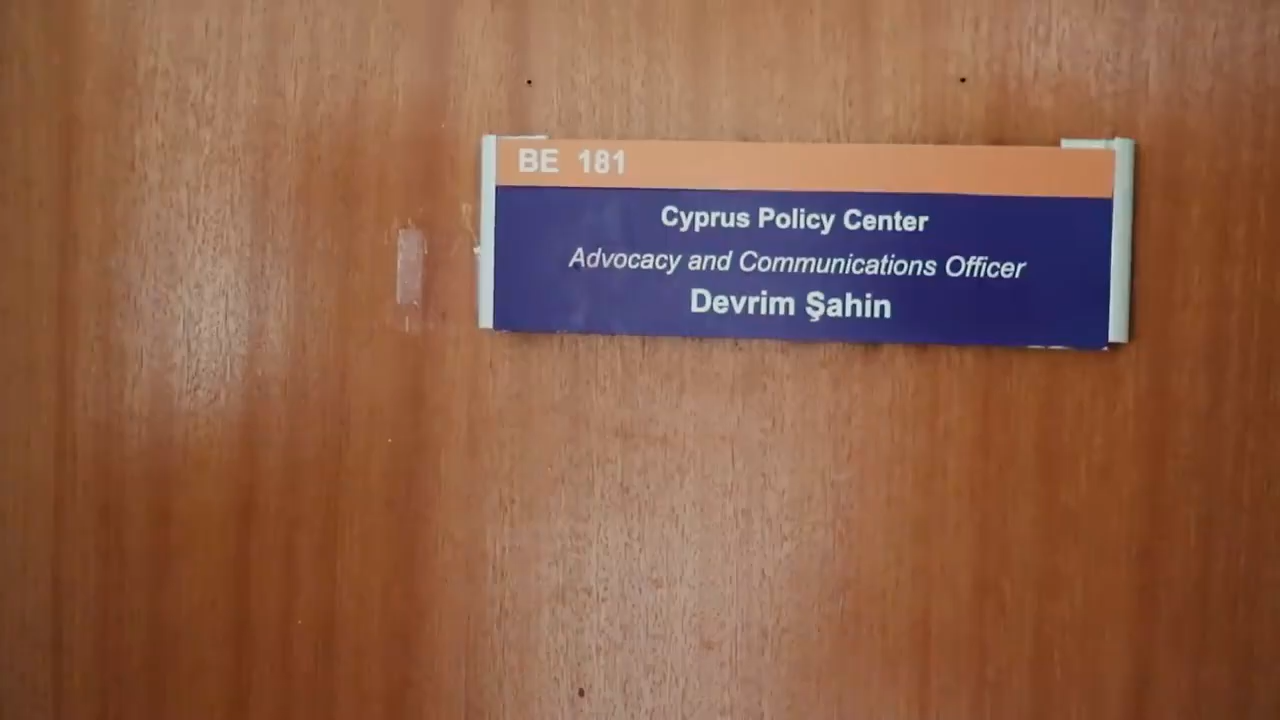 BE 181
Cyprus Policy Center
Advocacy and Communications Officer
Devrim Şahin